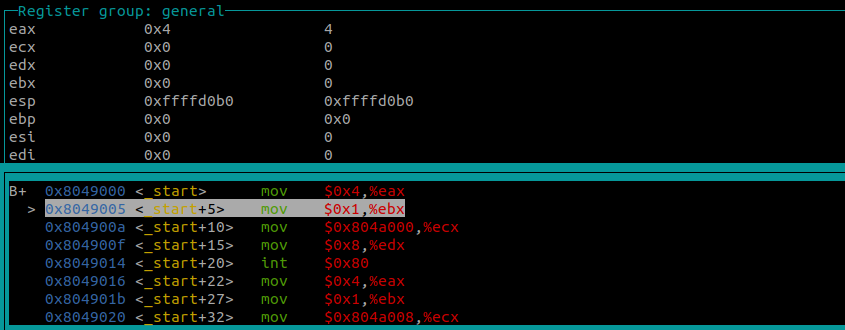 Register group: general
eax 0x4 4
ecx 0x0 0
edx 0x0 0
ebx 0x0 0
esp 0xffffd0b0 0xffffd0b0
ebp 0x0 0x0
esi 0x0 0
edi 0x0 0
B+ 0x8049000 <_start> mov $0x4,%eax
> 0x8049005 <_start+5> mov $0x1,%ebx
0x804900a <_start+10> mov $0x804a000,%ecx
0x804900f <_start+15> mov $0x8,%edx
0x8049014 <_start+20> int $0x80
0x8049016 <_start+22> mov $0x4,%eax
0x804901b <_start+27> mov $0x1,%ebx
0x8049020 <_start+32> mov $0x804a008,%ecx